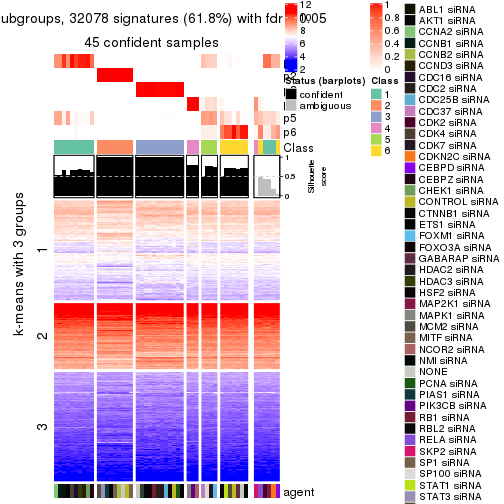 ubgroups, 32078 signatures (61.8%) with fdr 0.05
45 confident samples
p5
p6
Class
1
0.5
0
Silhouette
score
k-means with 3 groups
1
2
3
agent
12
10
8
6
4
2
Status (barplots)
confident
ambiguous
1
0.8
0.6
0.4
0.2
0
Class
1
2
3
4
5
6
ABL1 siRNA
AKT1 siRNA
CCNA2 siRNA
CCNB1 siRNA
CCNB2 siRNA
CCND3 siRNA
CDC16 siRNA
CDC2 siRNA
CDC25B siRNA
CDC37 siRNA
CDK2 siRNA
CDK4 siRNA
CDK7 siRNA
CDKN2C siRNA
CEBPD siRNA
CEBPZ siRNA
CHEK1 siRNA
CONTROL siRNA
CTNNB1 siRNA
ETS1 siRNA
FOXM1 siRNA
FOXO3A siRNA
GABARAP siRNA
HDAC2 siRNA
HDAC3 siRNA
HSF2 siRNA
MAP2K1 siRNA
MAPK1 siRNA
MCM2 siRNA
MITF siRNA
NCOR2 siRNA
NMI siRNA
NONE
PCNA siRNA
PIAS1 siRNA
PIK3CB siRNA
RB1 siRNA
RBL2 siRNA
RELA siRNA
SKP2 siRNA
SP1 siRNA
SP100 siRNA
STAT1 siRNA
STAT3 siRNA